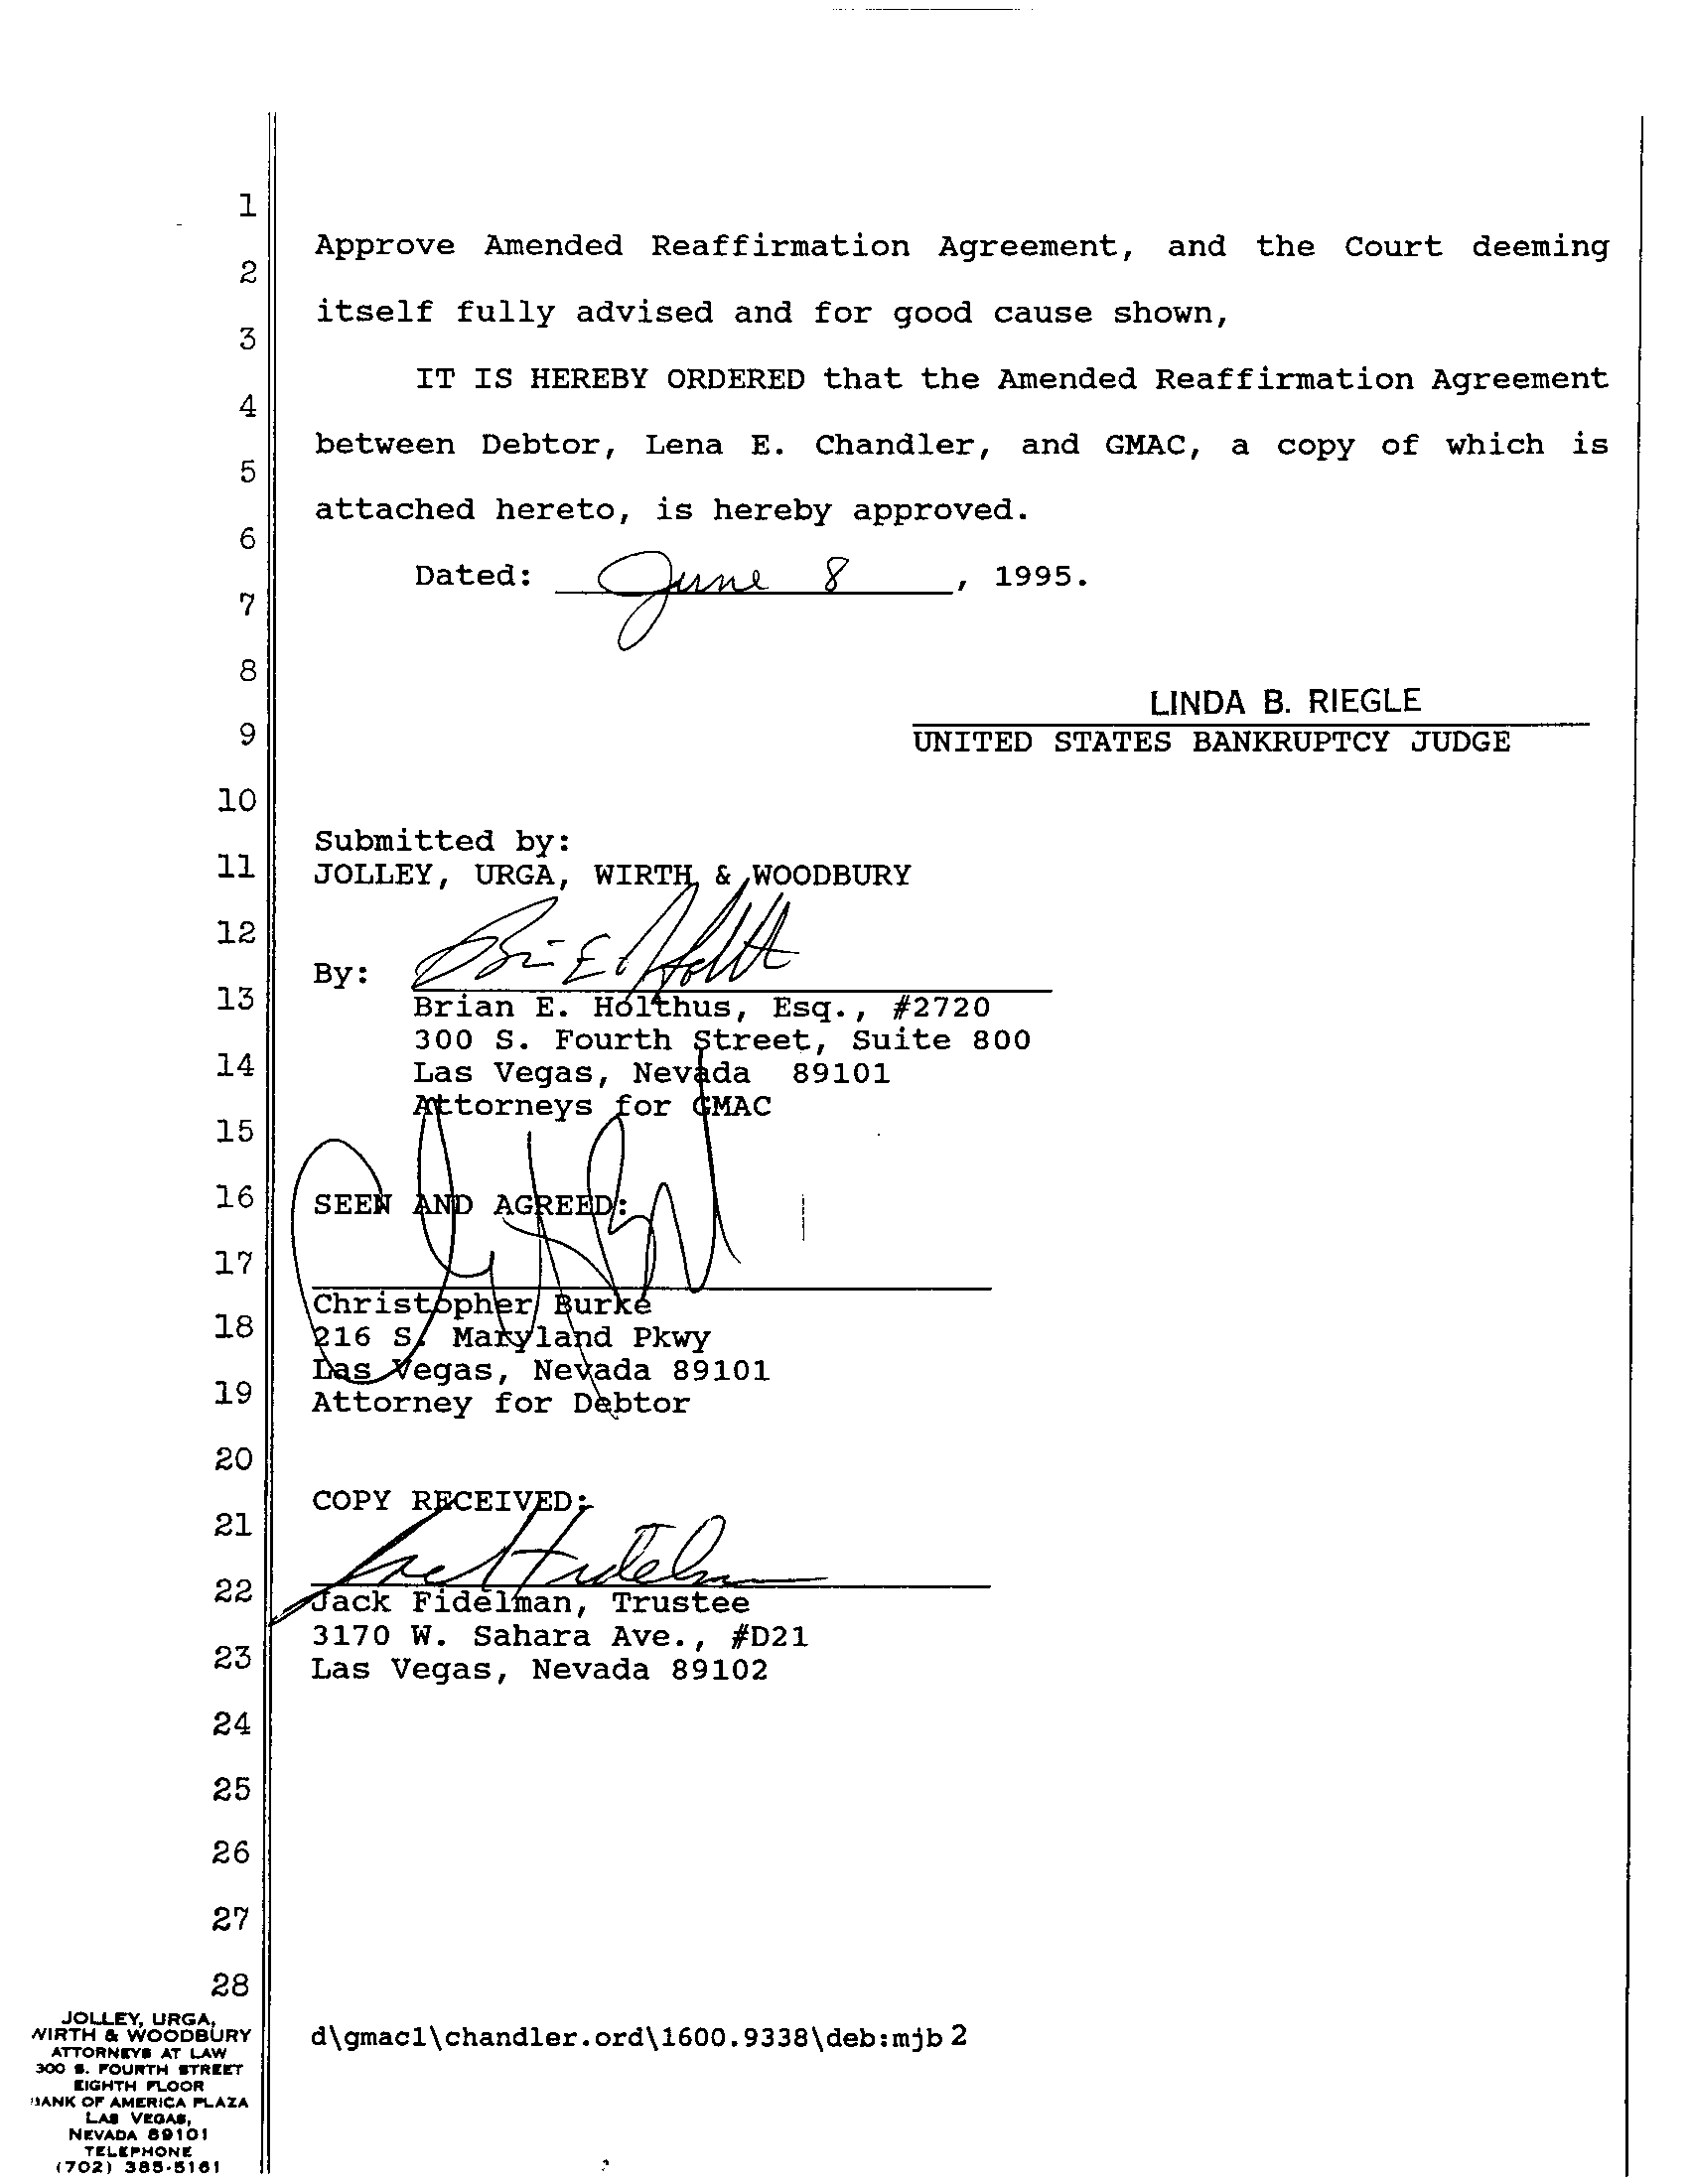 1
Approve Amended Reaffirmation Agreement, and the Court deeming
2
itself fully advised and for good cause shown,
3
IT IS HEREBY ORDERED that the Amended Reaffirmation Agreement
4
between Debtor, Lena E. Chandler, and GMAC, a copy of which is
5
attached hereto, is hereby approved.
6
Dated: June 8, 1995.
7
8
LINDA B. RIEGLE
9
UNITED STATES BANKRUPTCY JUDGE
10
Submitted by:
11
JOLLEY, URGA, WIRTH & WOODBURY
12
Brian E. Holthus
By:
13
Brian E. Holthus, Esq., #2720
300 S. Fourth Street, Suite 800
14
Las Vegas, Nevada 89101
Attorneys for GMAC
15
16
SEEN AND AGREED:
17
Christopher Burke
18
216 S. Maryland Pkwy
Las Vegas, Nevada 89101
19
Attorney for Debtor
20
COPY RECEIVED:
21
Jack Fidelman
22
Jack Fidelman, Trustee
3170 W. Sahara Ave., #D21
23
Las Vegas, Nevada 89102
24
25
26
27
28
JOLLEY, URGA,
WIRTH & WOODBURY
ATTORNEYS AT LAW
300 S. FOURTH STREET
EIGHTH FLOOR
BANK OF AMERICA PLAZA
LAS VEGAS,
NEVADA 89101
TELEPHONE
(702) 385-5161
d\gmac1\chandler.ord\1600.9338\deb:mjb 2